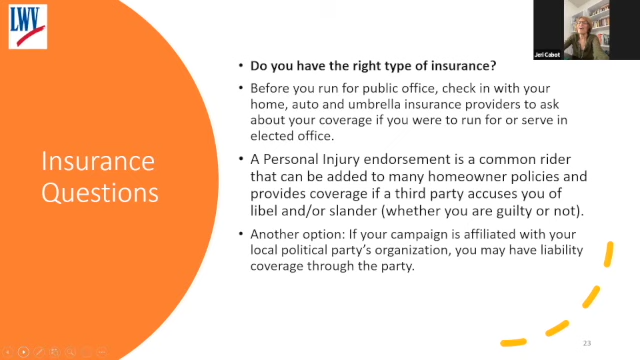 LWV
Jeri Cabot
Insurance
Questions
• Do you have the right type of insurance?
• Before you run for public office, check in with your
home, auto and umbrella insurance providers to ask
about your coverage if you were to run for or serve in
elected office.
• A Personal Injury endorsement is a common rider
that can be added to many homeowner policies and
provides coverage if a third party accuses you of
libel and/or slander (whether you are guilty or not).
• Another option: If your campaign is affiliated with your
local political party's organization, you may have liability
coverage through the party.
23